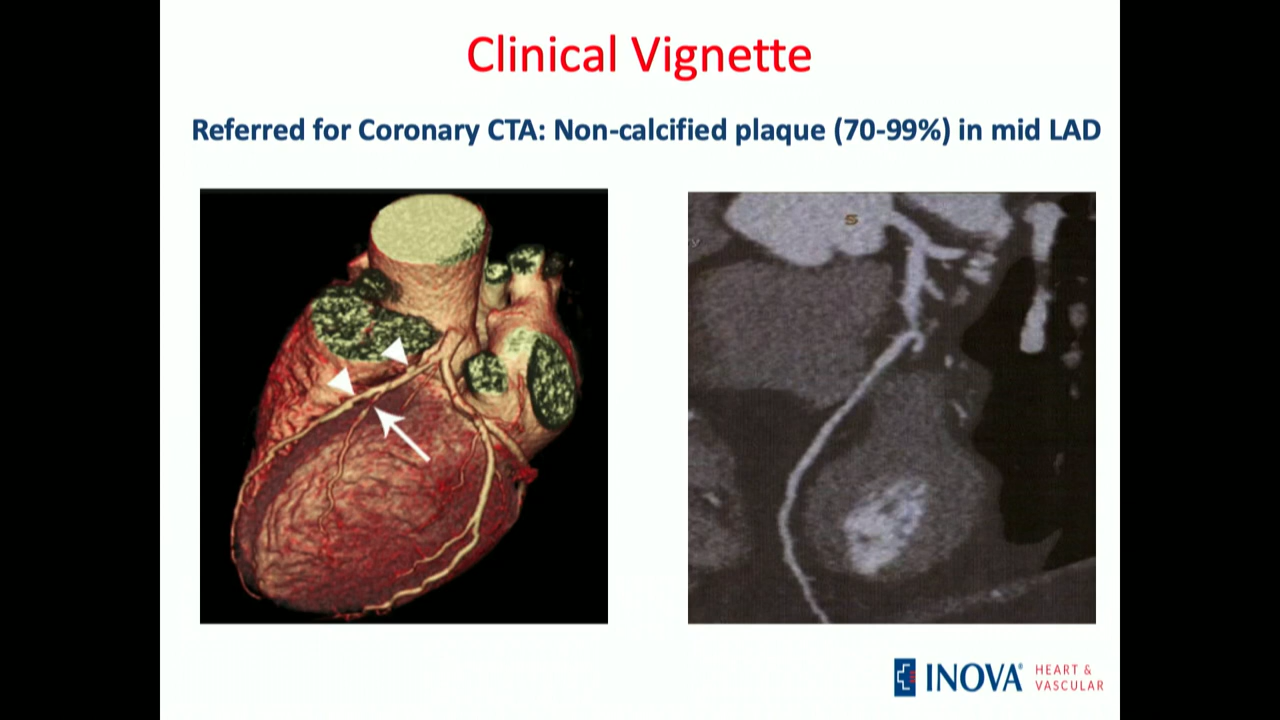 Clinical Vignette
Referred for Coronary CTA: Non-calcified plaque (70-99%) in mid LAD
S
y
INOVA®
HEART &
VASCULAR